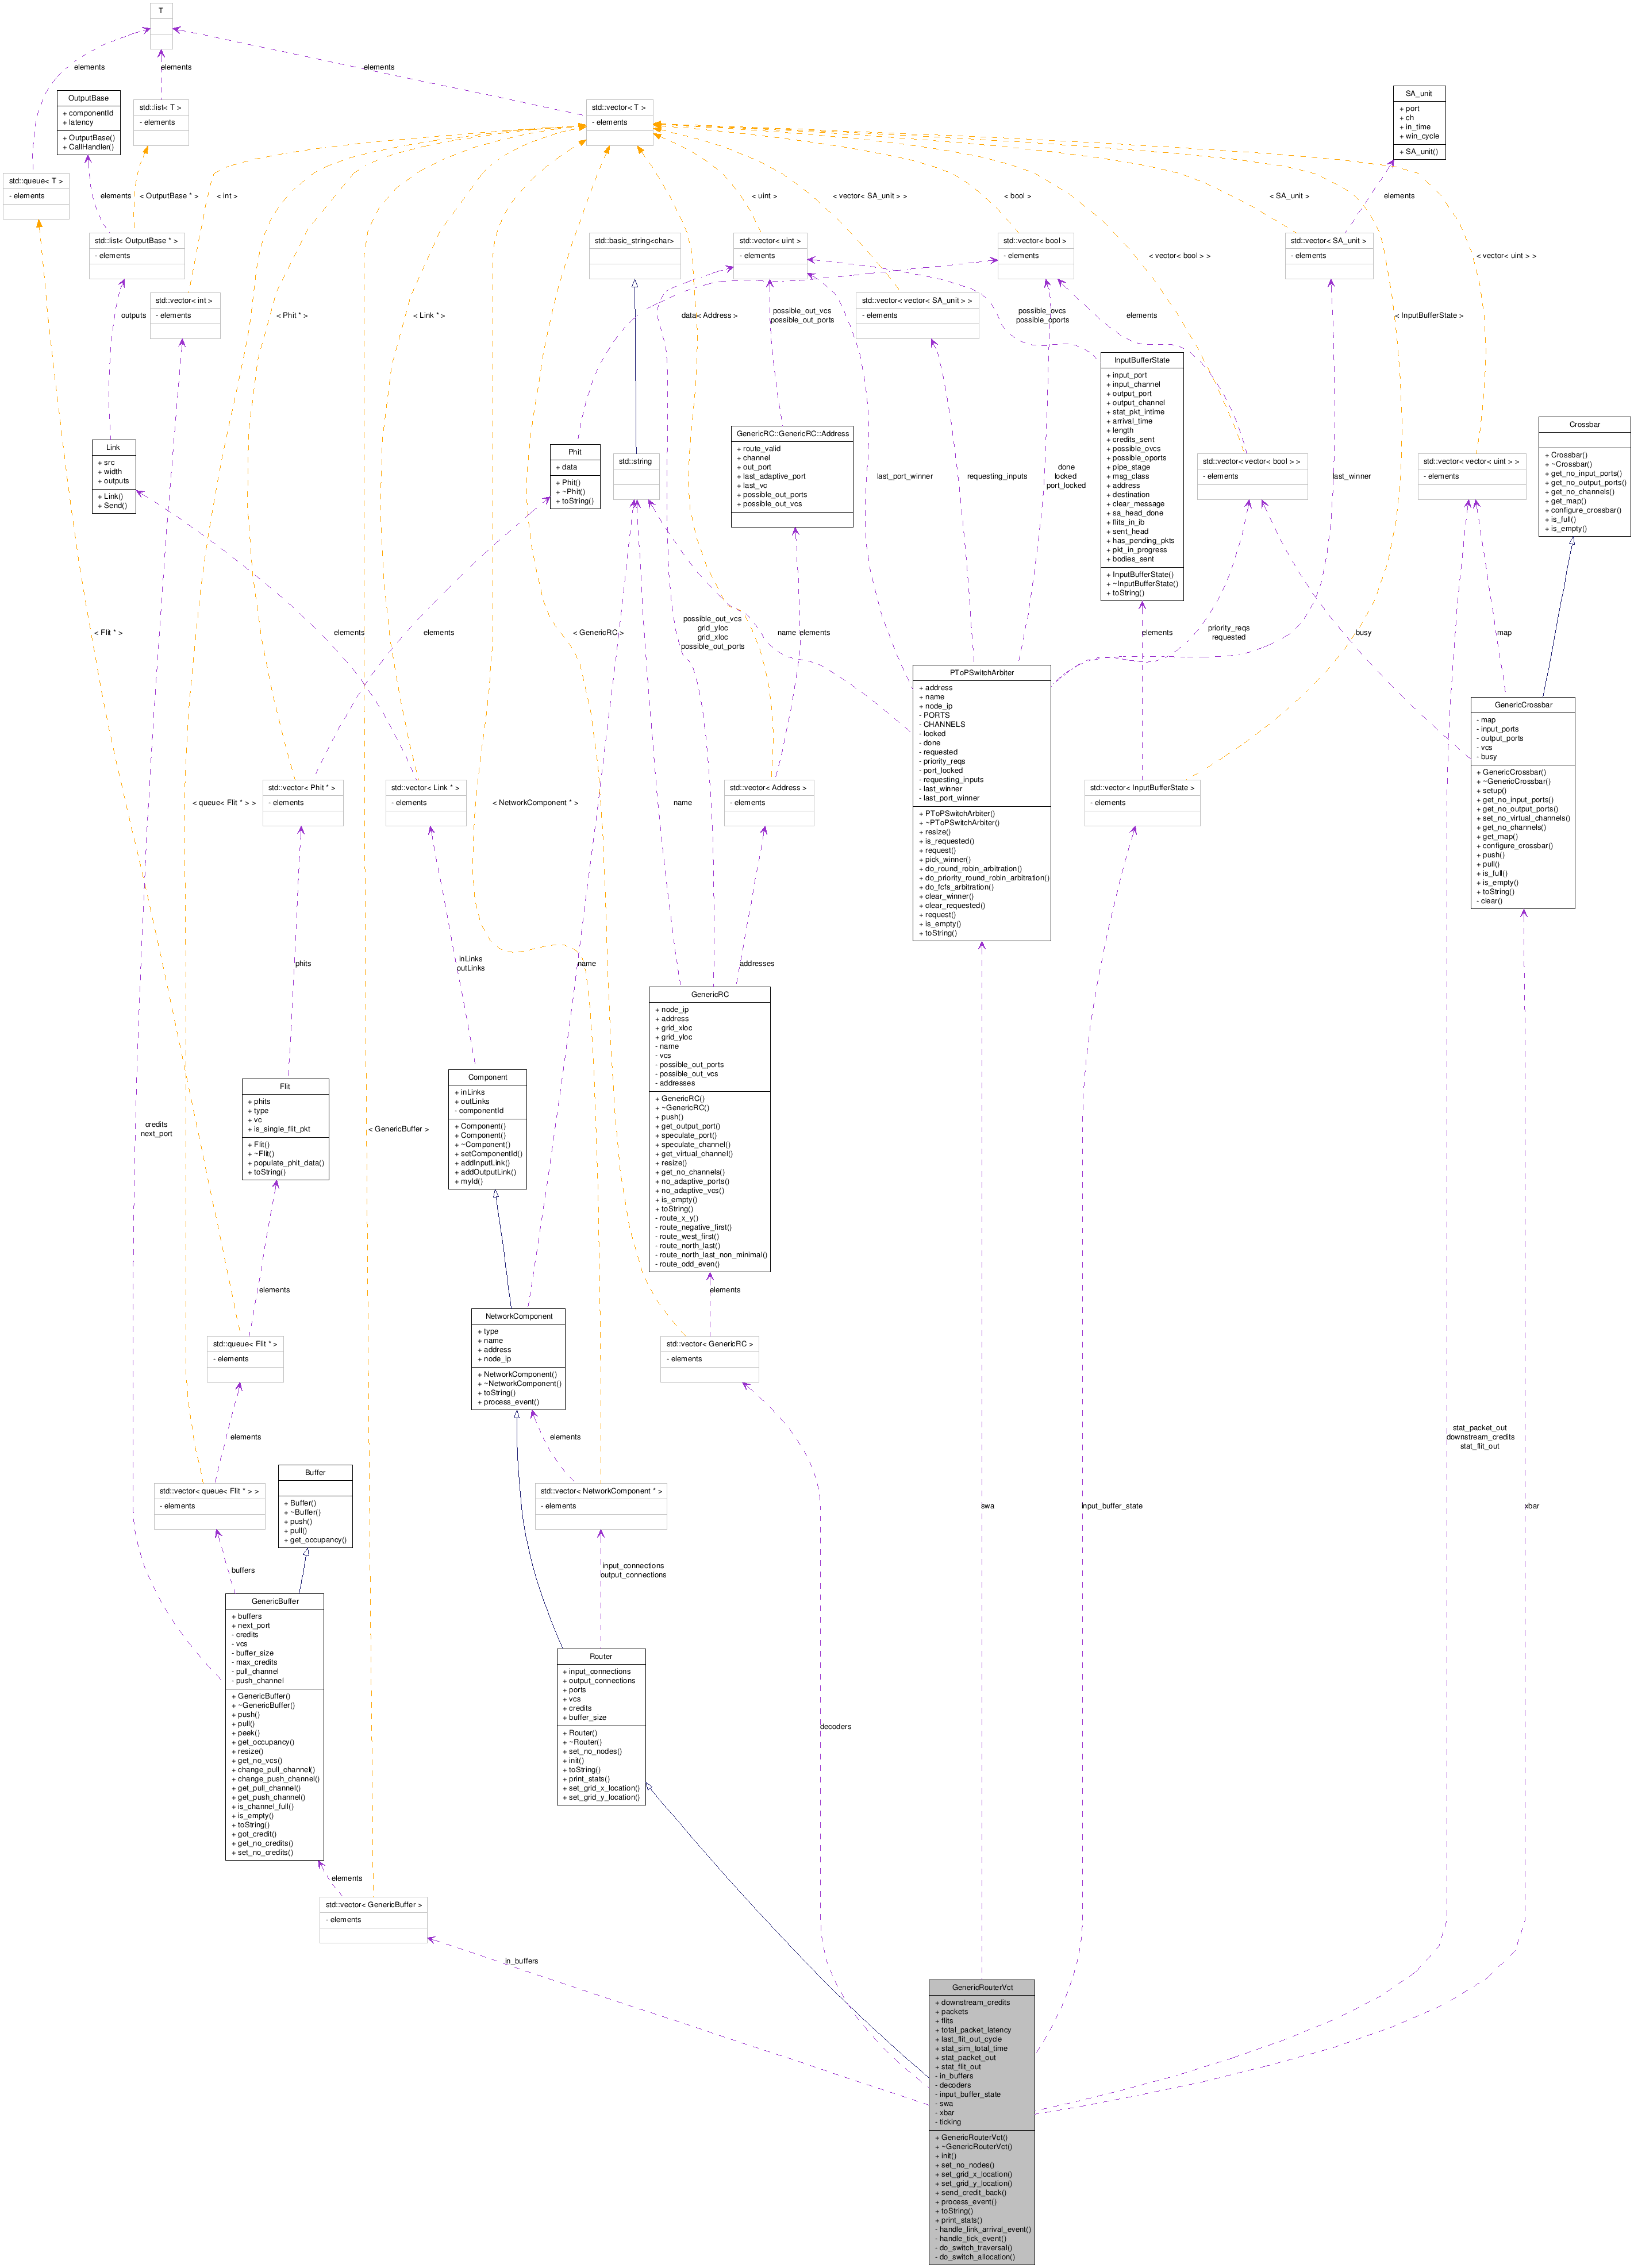 T
elements
elements
elements
OutputBase
+ componentId
+ latency
+ OutputBase()
+ CallHandler()
std::list< T >
- elements
std::vector< T >
- elements
SA_unit
+ port
+ ch
+ in_time
+ win_cycle
+ SA_unit()
std::queue< T >
- elements
elements
< OutputBase * >
< int >
< uint >
< vector< SA_unit > >
< bool >
< SA_unit >
elements
std::list< OutputBase * >
- elements
std::basic_string<char>
std::vector< uint >
- elements
std::vector< bool >
- elements
std::vector< SA_unit >
- elements
< vector< bool > >
< vector< uint > >
std::vector< int >
- elements
std::vector< vector< SA_unit > >
- elements
outputs
< Phit * >
< Link * >
data
< Address >
possible_out_vcs
possible_out_ports
possible_ovcs
possible_oports
elements
< InputBufferState >
InputBufferState
+ input_port
+ input_channel
+ output_port
+ output_channel
+ stat_pkt_intime
+ arrival_time
+ length
+ credits_sent
+ possible_ovcs
+ possible_oports
+ pipe_stage
+ msg_class
+ address
+ destination
+ clear_message
+ sa_head_done
+ flits_in_ib
+ sent_head
+ has_pending_pkts
+ pkt_in_progress
+ bodies_sent
+ InputBufferState()
+ ~InputBufferState()
+ toString()
Crossbar
+ Crossbar()
+ ~Crossbar()
+ get_no_input_ports()
+ get_no_output_ports()
+ get_no_channels()
+ get_map()
+ configure_crossbar()
+ is_full()
+ is_empty()
Link
+ src
+ width
+ outputs
+ Link()
+ Send()
Phit
+ data
+ Phit()
+ ~Phit()
+ toString()
std::string
GenericRC::GenericRC::Address
+ route_valid
+ channel
+ out_port
+ last_adaptive_port
+ last_vc
+ possible_out_ports
+ possible_out_vcs
last_port_winner
requesting_inputs
done
locked
port_locked
std::vector< vector< bool > >
- elements
last_winner
std::vector< vector< uint > >
- elements
< Flit * >
elements
elements
< GenericRC >
possible_out_vcs
grid_yloc
grid_xloc
possible_out_ports
name
elements
elements
priority_reqs
requested
busy
map
PToPSwitchArbiter
+ address
+ name
+ node_ip
- PORTS
- CHANNELS
- locked
- done
- requested
- priority_reqs
- port_locked
- requesting_inputs
- last_winner
- last_port_winner
+ PToPSwitchArbiter()
+ ~PToPSwitchArbiter()
+ resize()
+ is_requested()
+ request()
+ pick_winner()
+ do_round_robin_arbitration()
+ do_priority_round_robin_arbitration()
+ do_fcfs_arbitration()
+ clear_winner()
+ clear_requested()
+ request()
+ is_empty()
+ toString()
GenericCrossbar
- map
- input_ports
- output_ports
- vcs
- busy
+ GenericCrossbar()
+ ~GenericCrossbar()
+ setup()
+ get_no_input_ports()
+ get_no_output_ports()
+ set_no_virtual_channels()
+ get_no_channels()
+ get_map()
+ configure_crossbar()
+ push()
+ pull()
+ is_full()
+ is_empty()
+ toString()
- clear()
< queue< Flit * > >
std::vector< Phit * >
- elements
std::vector< Link * >
- elements
< NetworkComponent * >
name
std::vector< Address >
- elements
std::vector< InputBufferState >
- elements
phits
inLinks
outLinks
name
addresses
GenericRC
+ node_ip
+ address
+ grid_xloc
+ grid_yloc
- name
- vcs
- possible_out_ports
- possible_out_vcs
- addresses
+ GenericRC()
+ ~GenericRC()
+ push()
+ get_output_port()
+ speculate_port()
+ speculate_channel()
+ get_virtual_channel()
+ resize()
+ get_no_channels()
+ no_adaptive_ports()
+ no_adaptive_vcs()
+ is_empty()
+ toString()
- route_x_y()
- route_negative_first()
- route_west_first()
- route_north_last()
- route_north_last_non_minimal()
- route_odd_even()
Flit
+ phits
+ type
+ vc
+ is_single_flit_pkt
+ Flit()
+ ~Flit()
+ populate_phit_data()
+ toString()
Component
+ inLinks
+ outLinks
- componentId
+ Component()
+ Component()
+ ~Component()
+ setComponentId()
+ addInputLink()
+ addOutputLink()
+ myId()
credits
next_port
< GenericBuffer >
elements
elements
NetworkComponent
+ type
+ name
+ address
+ node_ip
+ NetworkComponent()
+ ~NetworkComponent()
+ toString()
+ process_event()
std::queue< Flit * >
- elements
std::vector< GenericRC >
- elements
elements
elements
stat_packet_out
downstream_credits
stat_flit_out
Buffer
+ Buffer()
+ ~Buffer()
+ push()
+ pull()
+ get_occupancy()
std::vector< queue< Flit * > >
- elements
std::vector< NetworkComponent * >
- elements
swa
input_buffer_state
xbar
buffers
input_connections
output_connections
GenericBuffer
+ buffers
+ next_port
- credits
- vcs
- buffer_size
- max_credits
- pull_channel
- push_channel
+ GenericBuffer()
+ ~GenericBuffer()
+ push()
+ pull()
+ peek()
+ get_occupancy()
+ resize()
+ get_no_vcs()
+ change_pull_channel()
+ change_push_channel()
+ get_pull_channel()
+ get_push_channel()
+ is_channel_full()
+ is_empty()
+ toString()
+ got_credit()
+ get_no_credits()
+ set_no_credits()
Router
+ input_connections
+ output_connections
+ ports
+ vcs
+ credits
+ buffer_size
+ Router()
+ ~Router()
+ set_no_nodes()
+ init()
+ toString()
+ print_stats()
+ set_grid_x_location()
+ set_grid_y_location()
decoders
elements
std::vector< GenericBuffer >
- elements
in_buffers
GenericRouterVct
+ downstream_credits
+ packets
+ flits
+ total_packet_latency
+ last_flit_out_cycle
+ stat_sim_total_time
+ stat_packet_out
+ stat_flit_out
- in_buffers
- decoders
- input_buffer_state
- swa
- xbar
- ticking
+ GenericRouterVct()
+ ~GenericRouterVct()
+ init()
+ set_no_nodes()
+ set_grid_x_location()
+ set_grid_y_location()
+ send_credit_back()
+ process_event()
+ toString()
+ print_stats()
- handle_link_arrival_event()
- handle_tick_event()
- do_switch_traversal()
- do_switch_allocation()